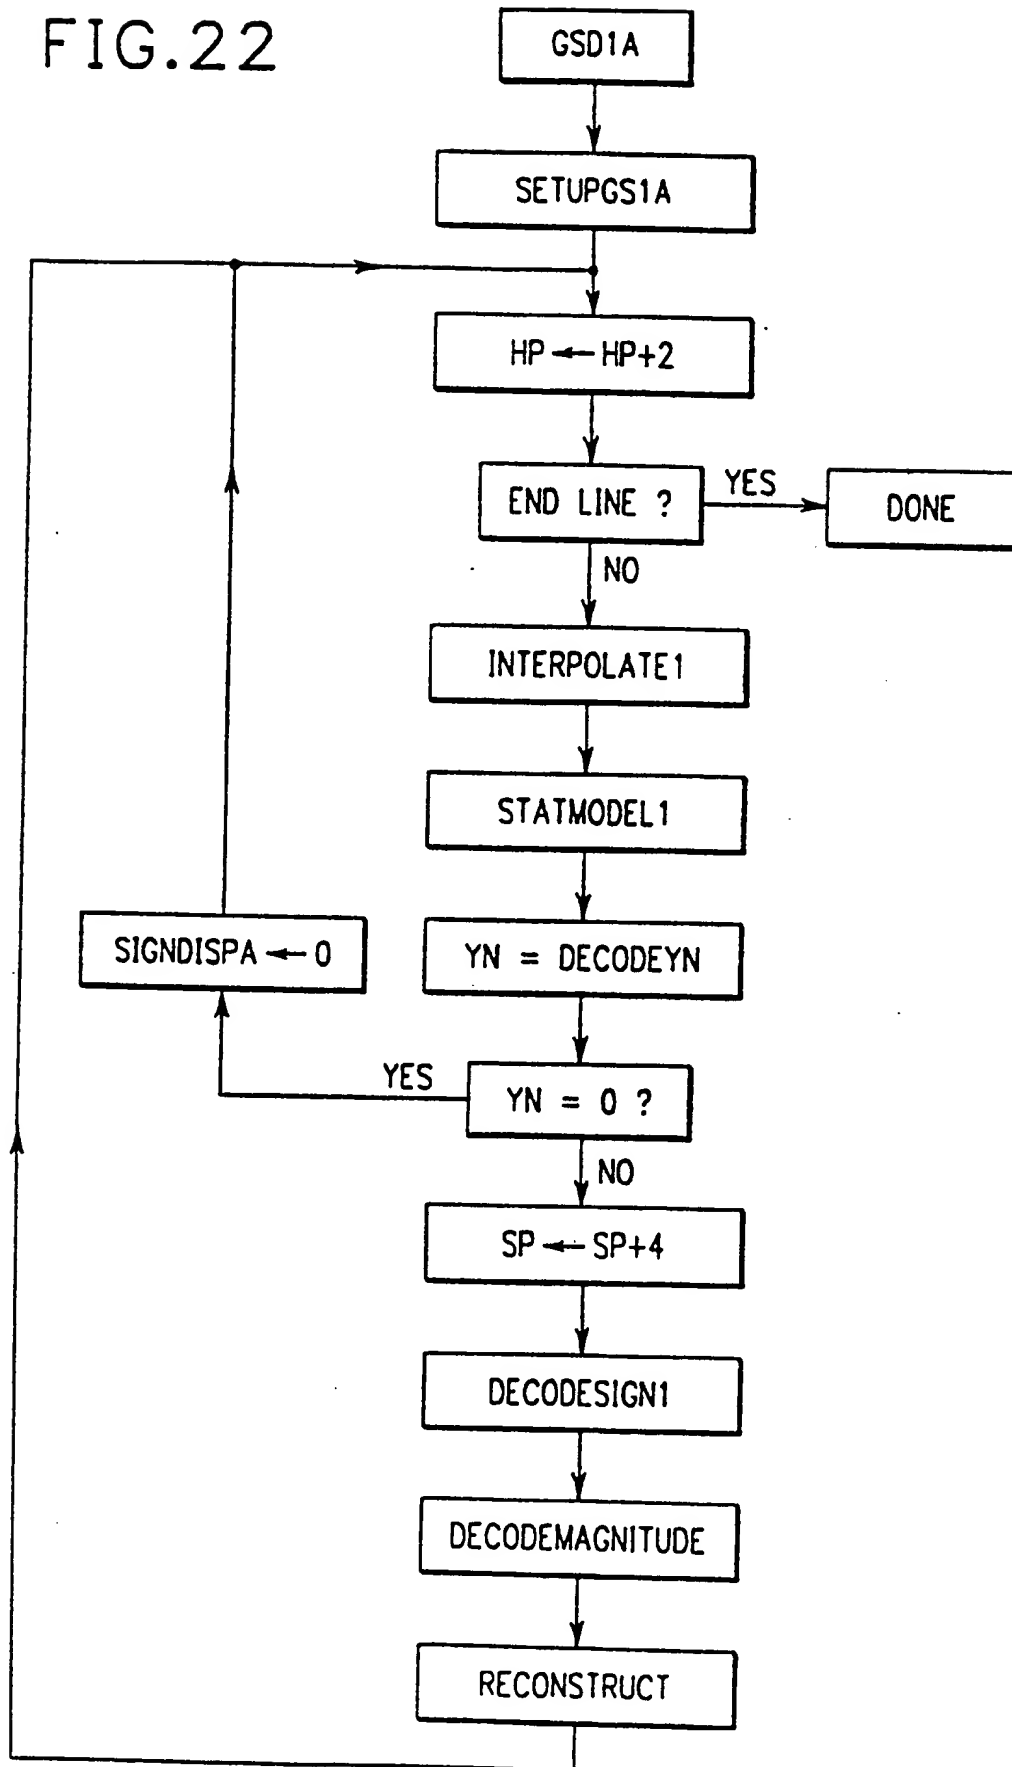 FIG.22
GSD1A
SETUPGS1A
HP ← HP+2
END LINE ?
YES
DONE
NO
INTERPOLATE1
STATMODEL1
SIGNDISPA ← 0
YN = DECODEYN
YES
YN = 0 ?
NO
SP ← SP+4
DECODESIGN1
DECODEMAGNITUDE
RECONSTRUCT